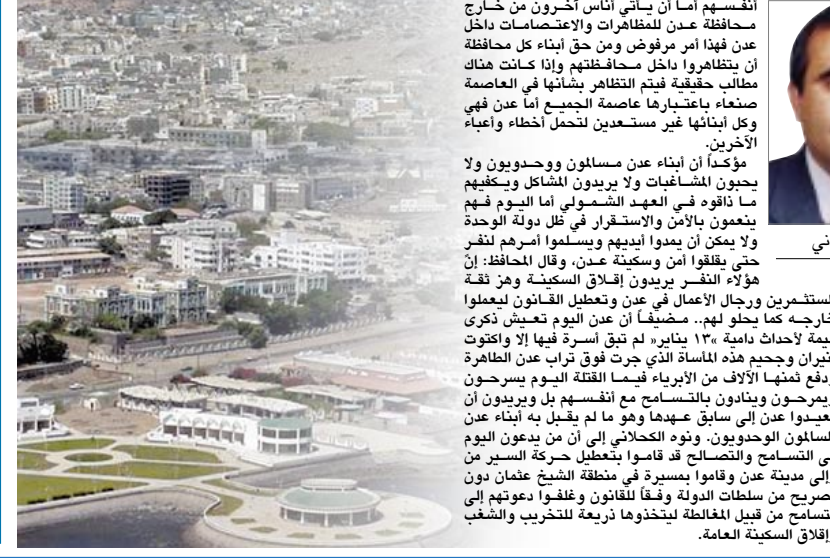 أنفسهم أما أن يأتي أناس آخرون من خارج
محافظة عدن للمظاهرات والاعتصامات داخل
عدن فهذا أمر مرفوض ومن حق أبناء كل محافظة
أن يتظاهروا داخل محافظتهم وإذا كانت هناك
مطالب حقيقية فيتم التظاهر بشأنها في العاصمة
صنعاء باعتبارها عاصمة الجميع أما عدن فهي
وكل أبنائها غير مستعدين لتحمل أخطاء وأعباء
الآخرين.
مؤكداً أن أبناء عدن مسالمون ووحدويون ولا
يحبون المشاغبات ولا يريدون المشاكل ويكفيهم
ما ذاقوه في العهد الشمولي أما اليوم فهم
ينعمون بالأمن والاستقرار في ظل دولة الوحدة
ولا يمكن أن يمدوا أيديهم ويسلموا أمرهم لنفر
حتى يقلقوا أمن وسكينة عدن، وقال المحافظ: إنّ
هؤلاء النفر يريدون إقلاق السكينة وهز ثقة
لستثمرين ورجال الأعمال في عدن وتعطيل القانون ليعملوا
خارجه كما يحلو لهم.. مضيفاً أن عدن اليوم تعيش ذكرى
يمة لأحداث دامية »١٣ يناير« لم تبق أسرة فيها إلا واكتوت
نيران وجحيم هذه المأساة الذي جرت فوق تراب عدن الطاهرة
دفع ثمنها الآلاف من الأبرياء فيما القتلة اليوم يسرحون
يمرحون وينادون بالتسامح مع أنفسهم بل ويريدون أن
عيدوا عدن إلى سابق عهدها وهو ما لم يقبل به أبناء عدن
لسالمون الوحدويون. ونوه الكحلاني إلى أن من يدعون اليوم
ى التسامح والتصالح قد قاموا بتعطيل حركة السير من
إلى مدينة عدن وقاموا بمسيرة في منطقة الشيخ عثمان دون
صريح من سلطات الدولة وفقاً للقانون وغلفوا دعوتهم إلى
تسامح من قبيل المغالطة ليتخذوها ذريعة للتخريب والشغب
إقلاق السكينة العامة.
ني